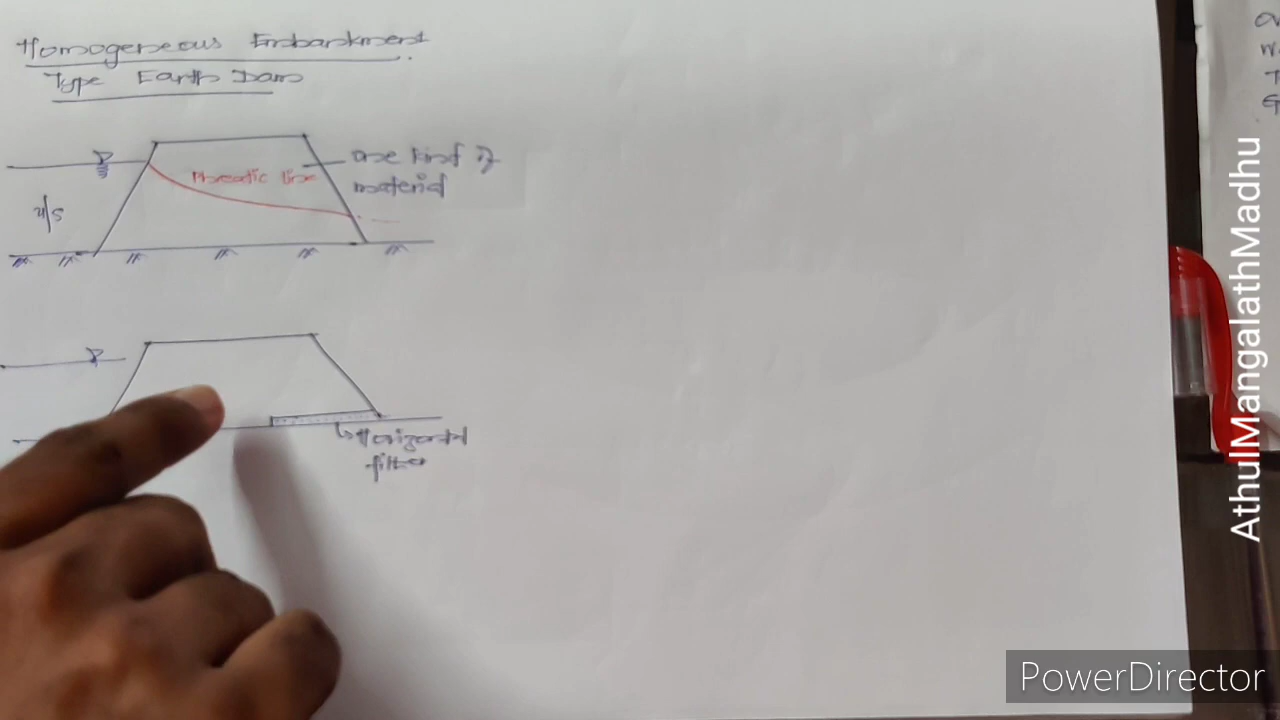 Homogeneous Embankment
Type Earth Dam
One kind of
material
Phreatic line
u/s
Horizontal
filter
AthulMangalathMadhu
PowerDirector